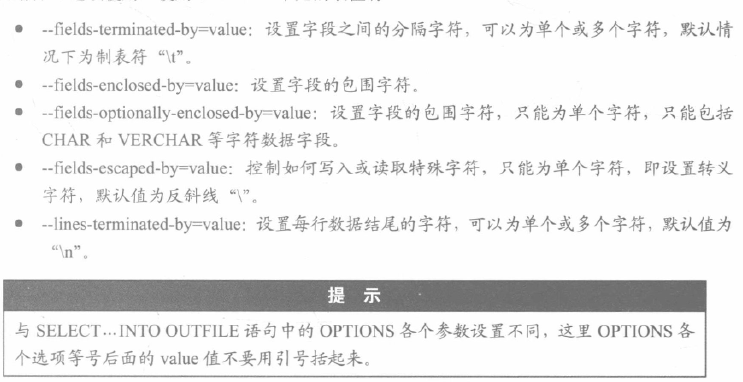 ● --fields-terminated-by=value：设置字段之间的分隔字符，可以为单个或多个字符，默认情
况下为制表符“\t”。
● --fields-enclosed-by=value：设置字段的包围字符。
● --fields-optionally-enclosed-by=value：设置字段的包围字符，只能为单个字符，只能包括
CHAR 和 VERCHAR 等字符数据字段。
● --fields-escaped-by=value：控制如何写入或读取特殊字符，只能为单个字符，即设置转义
字符，默认值为反斜线“\”。
● --lines-terminated-by=value：设置每行数据结尾的字符，可以为单个或多个字符，默认值为
“\n”。
提 示
与 SELECT…INTO OUTFILE 语句中的 OPTIONS 各个参数设置不同，这里 OPTIONS 各
个选项等号后面的 value 值不要用引号括起来。